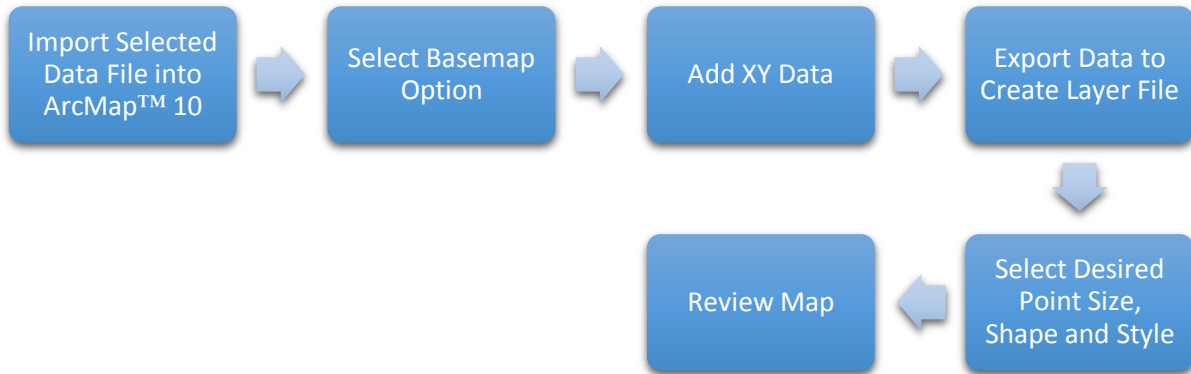 Import Selected
Data File into
ArcMap™ 10
Select Basemap
Option
Add XY Data
Export Data to
Create Layer File
Select Desired
Point Size,
Shape and Style
Review Map